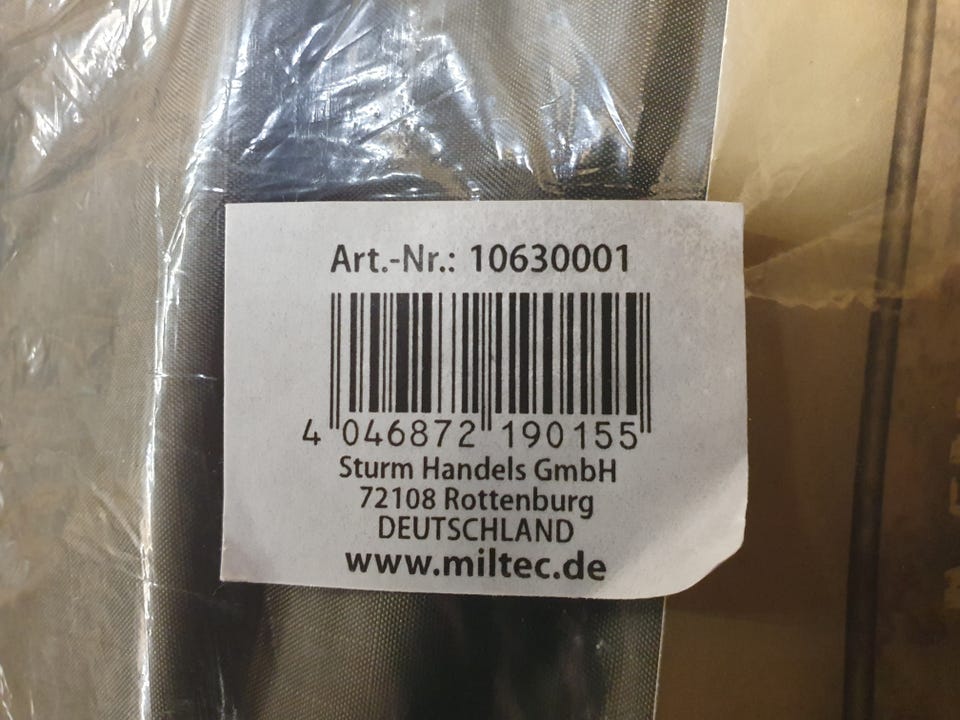 Art.-Nr.: 10630001
4 046872 190155
Sturm Handels GmbH
72108 Rottenburg
DEUTSCHLAND
www.miltec.de